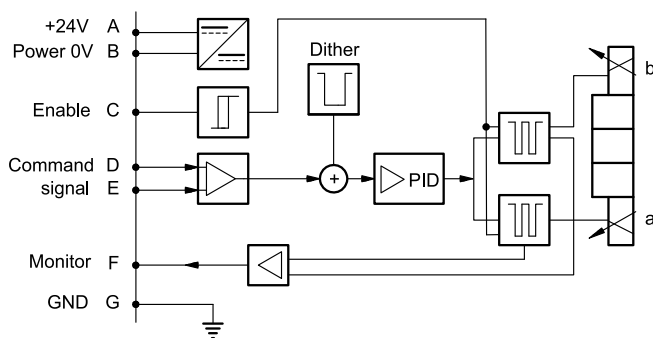 +24V A
Power 0V B
Dither
b
Enable C
Command D
signal E
PID
a
Monitor F
GND G